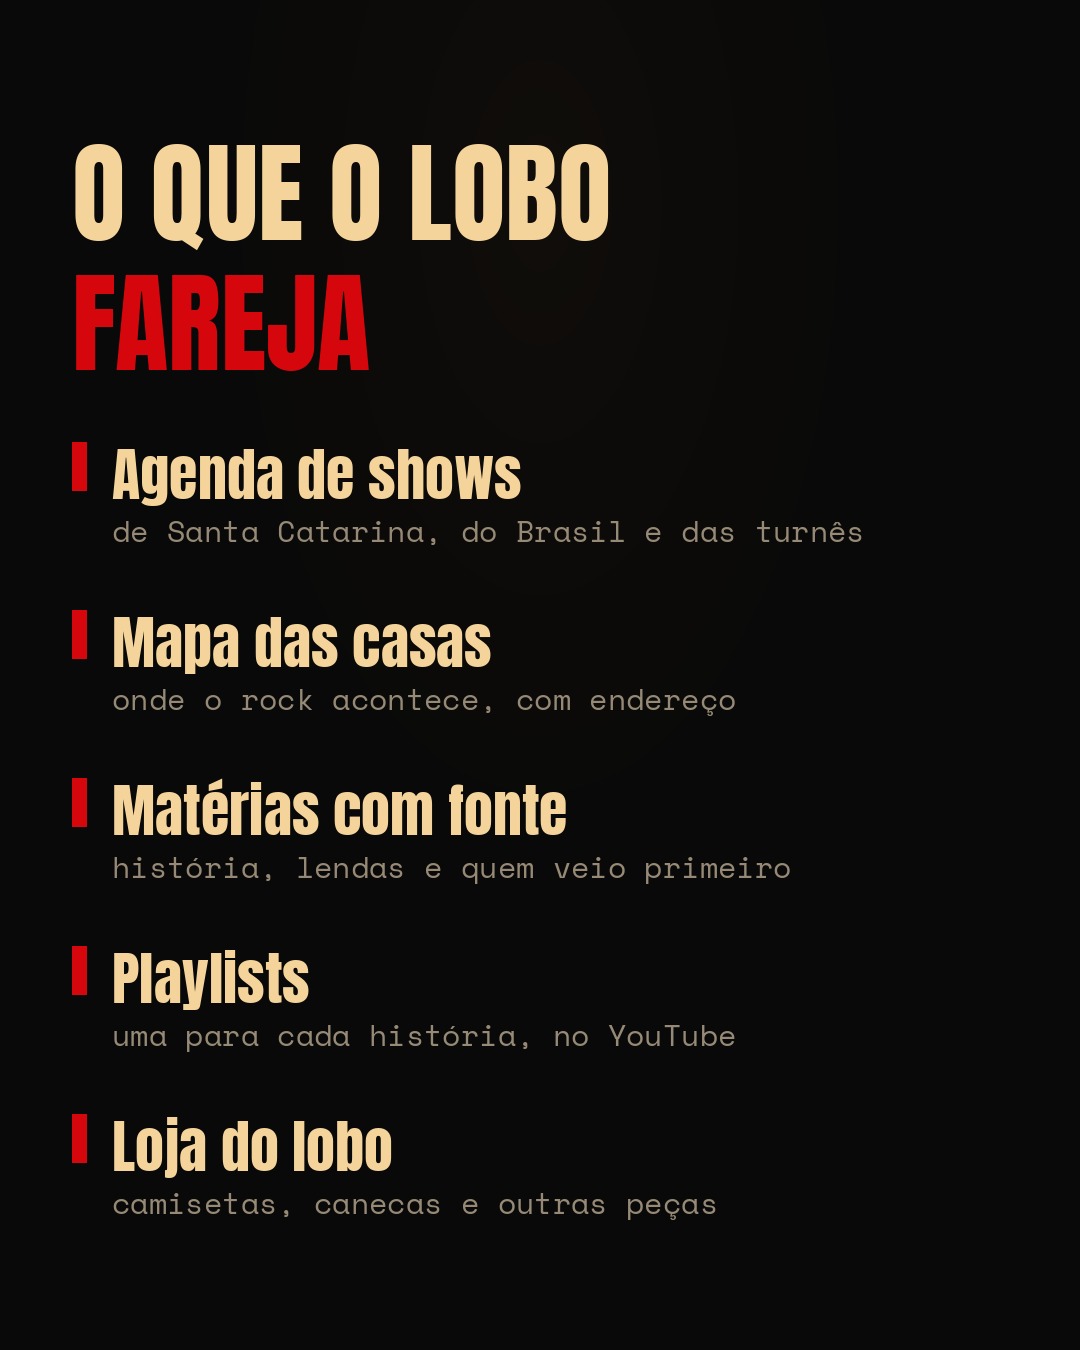 O QUE O LOBO
FAREJA
Agenda de shows
de Santa Catarina, do Brasil e das turnês
Mapa das casas
onde o rock acontece, com endereço
Matérias com fonte
história, lendas e quem veio primeiro
Playlists
uma para cada história, no YouTube
Loja do lobo
camisetas, canecas e outras peças